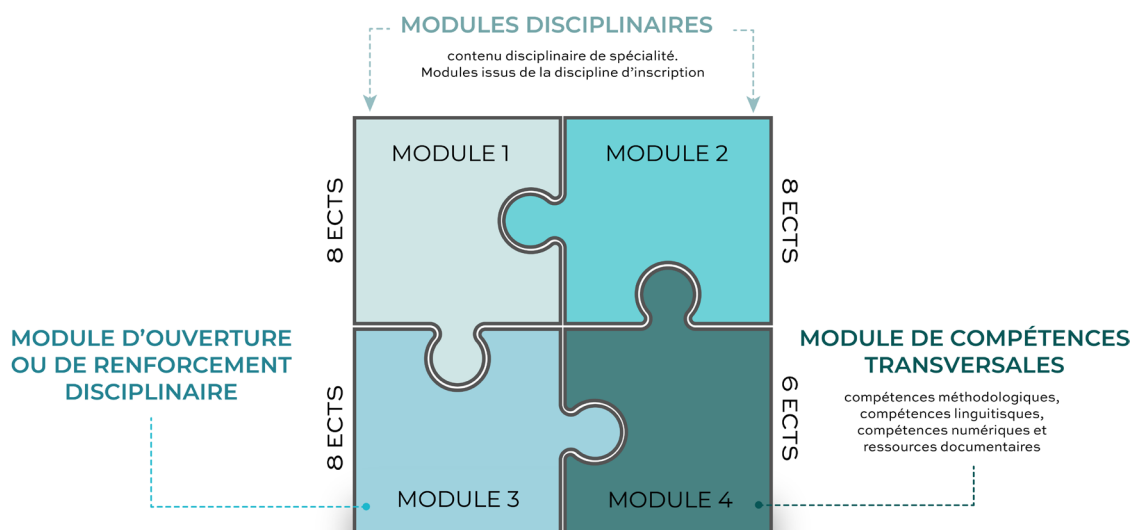 MODULES DISCIPLINAIRES
contenu disciplinaire de spécialité.
Modules issus de la discipline d'inscription
MODULE 1
MODULE 2
8 ECTS
8 ECTS
MODULE D'OUVERTURE
OU DE RENFORCEMENT
DISCIPLINAIRE
MODULE DE COMPÉTENCES
TRANSVERSALES
compétences méthodologiques,
compétences linguitisques,
compétences numériques et
ressources documentaires
8 ECTS
6 ECTS
MODULE 3
MODULE 4